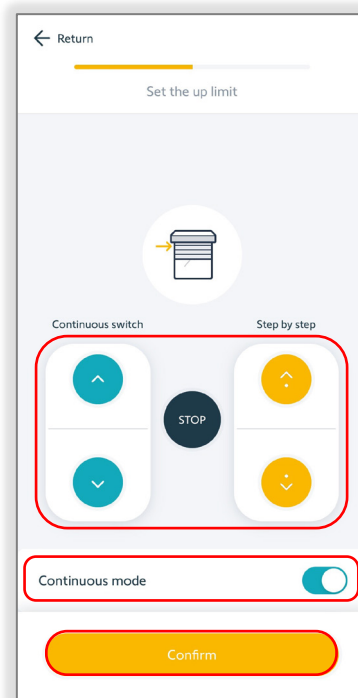 Return
Set the up limit
Continuous switch
Step by step
STOP
Continuous mode
Confirm